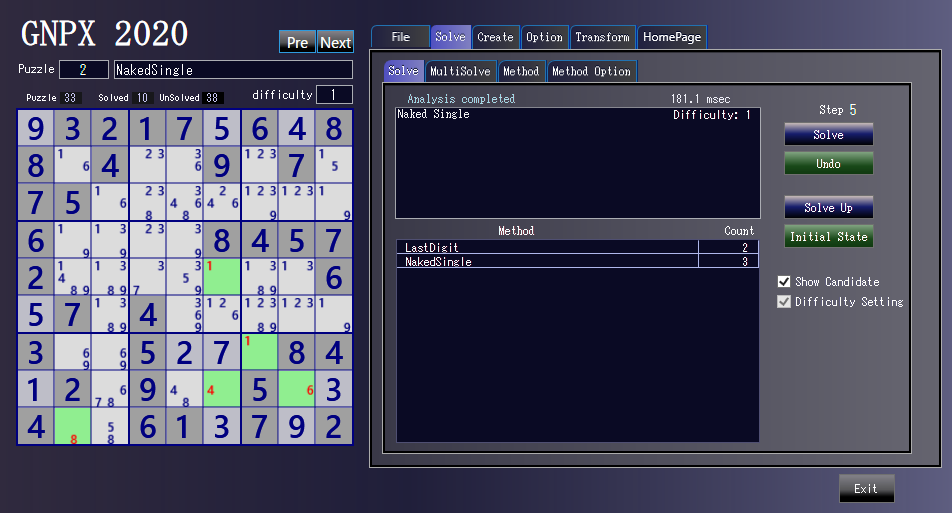 GNPX 2020
Pre Next
Puzzle 2 NakedSingle
Puzzle 33 Solved 10 UnSolved 38 difficulty 1
9 3 2 1 7 5 6 4 8
8 1 6 4 2 3 3 6 9 1 2 3 7 1 5
7 5 1 6 2 3 8 3 4 6 8 2 4 6 1 2 3 9 1 2 3 1 9
6 1 9 1 3 9 2 3 3 9 8 4 5 7
2 1 4 8 9 1 3 8 9 3 7 3 5 9 1 1 3 8 9 1 3 6
5 7 1 3 8 9 4 3 6 9 1 2 6 1 2 3 8 9 1 2 3 1 9
3 6 9 6 9 5 2 7 1 8 4
1 2 6 7 8 9 4 8 4 5 6 3
4 8 5 8 6 1 3 7 9 2
File Solve Create Option Transform HomePage
Solve MultiSolve Method Method Option
Analysis completed 181.1 msec
Naked Single Difficulty: 1
Method Count
LastDigit 2
NakedSingle 3
Step 5
Solve
Undo
Solve Up
Initial State
Show Candidate
Difficulty Setting
Exit